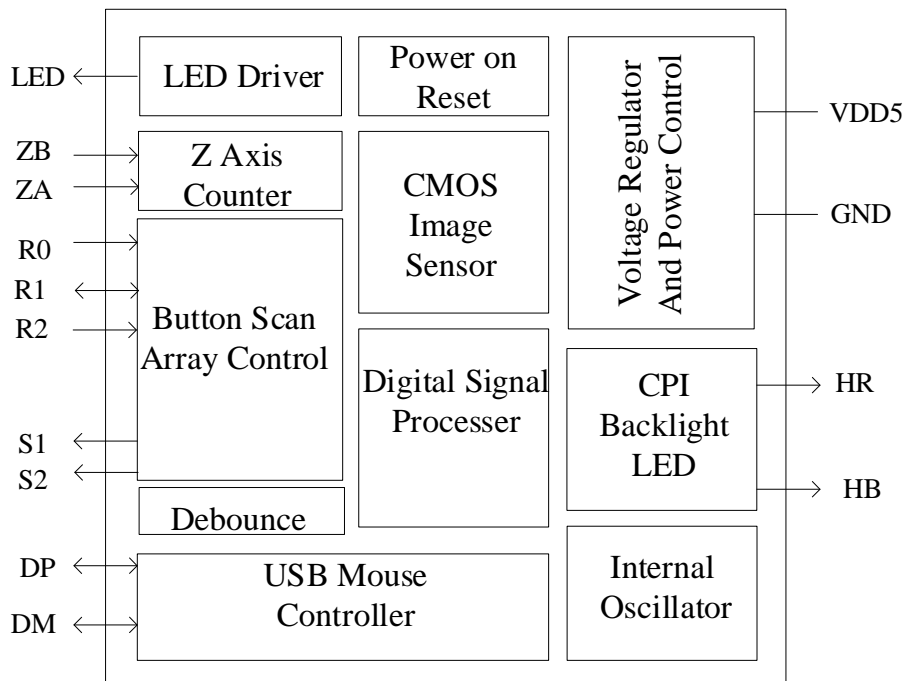 LED
LED Driver
Power on
Reset
Voltage Regulator
And Power Control
VDD5
GND
ZB
ZA
Z Axis
Counter
CMOS
Image
Sensor
R0
R1
R2
S1
S2
Button Scan
Array Control
Digital Signal
Processer
CPI
Backlight
LED
HR
HB
Debounce
DP
DM
USB Mouse
Controller
Internal
Oscillator